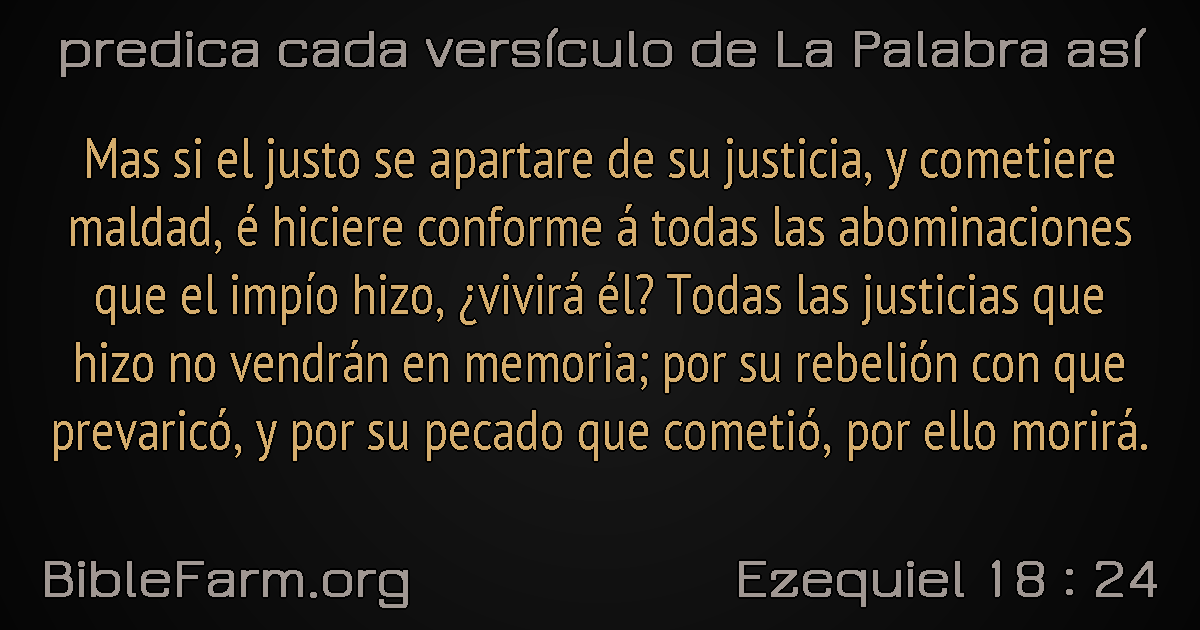 predica cada versículo de La Palabra así
Mas si el justo se apartare de su justicia, y cometiere
maldad, é hiciere conforme á todas las abominaciones
que el impío hizo, ¿vivirá él? Todas las justicias que
hizo no vendrán en memoria; por su rebelión con que
prevaricó, y por su pecado que cometió, por ello morirá.
BibleFarm.org
Ezequiel 18 : 24